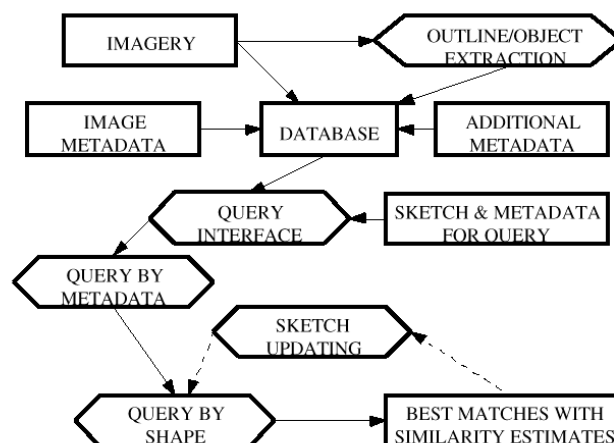 IMAGERY
OUTLINE/OBJECT
EXTRACTION
IMAGE
METADATA
DATABASE
ADDITIONAL
METADATA
QUERY
INTERFACE
SKETCH & METADATA
FOR QUERY
QUERY BY
METADATA
SKETCH
UPDATING
QUERY BY
SHAPE
BEST MATCHES WITH
SIMILARITY ESTIMATES